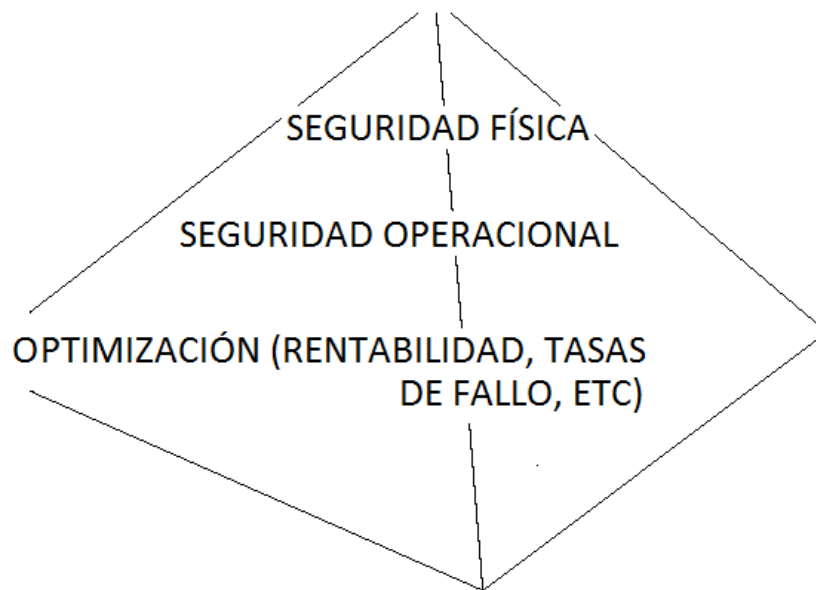 SEGURIDAD FÍSICA
SEGURIDAD OPERACIONAL
OPTIMIZACIÓN (RENTABILIDAD, TASAS
DE FALLO, ETC)